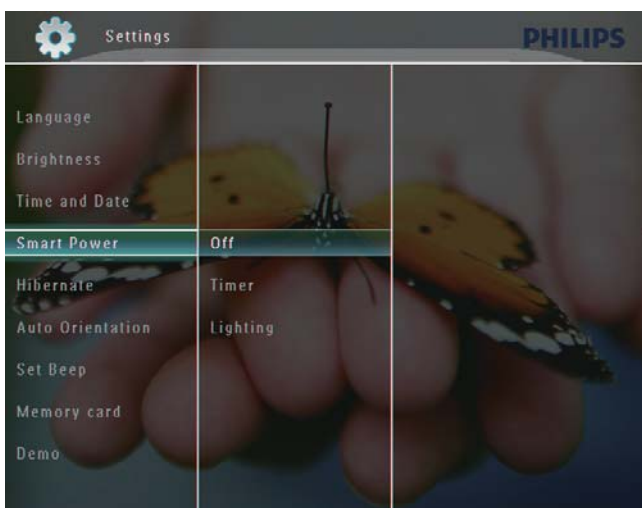 Settings
PHILIPS
Language
Brightness
Time and Date
Smart Power
Off
Hibernate
Timer
Auto Orientation
Lighting
Set Beep
Memory card
Demo